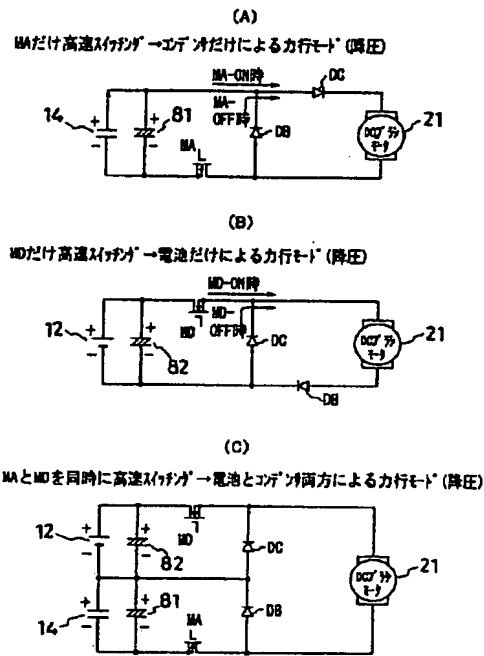 (A)
MAだけ高速スイッチング→コンデンサだけによる力行モード(降圧)
MA-ON時
DC
14
+
-
+
81
-
MA-
OFF時
DB
MA
DCブラシ
モータ
21
(B)
MDだけ高速スイッチング→電池だけによる力行モード(降圧)
MD-ON時
12
+
-
+
82
-
MD
MD-
OFF時
DC
DCブラシ
モータ
21
DB
(C)
MAとMDを同時に高速スイッチング→電池とコンデンサ両方による力行モード(降圧)
12
+
-
+
82
-
MD
DC
DCブラシ
モータ
21
14
+
-
+
81
-
MA
DB